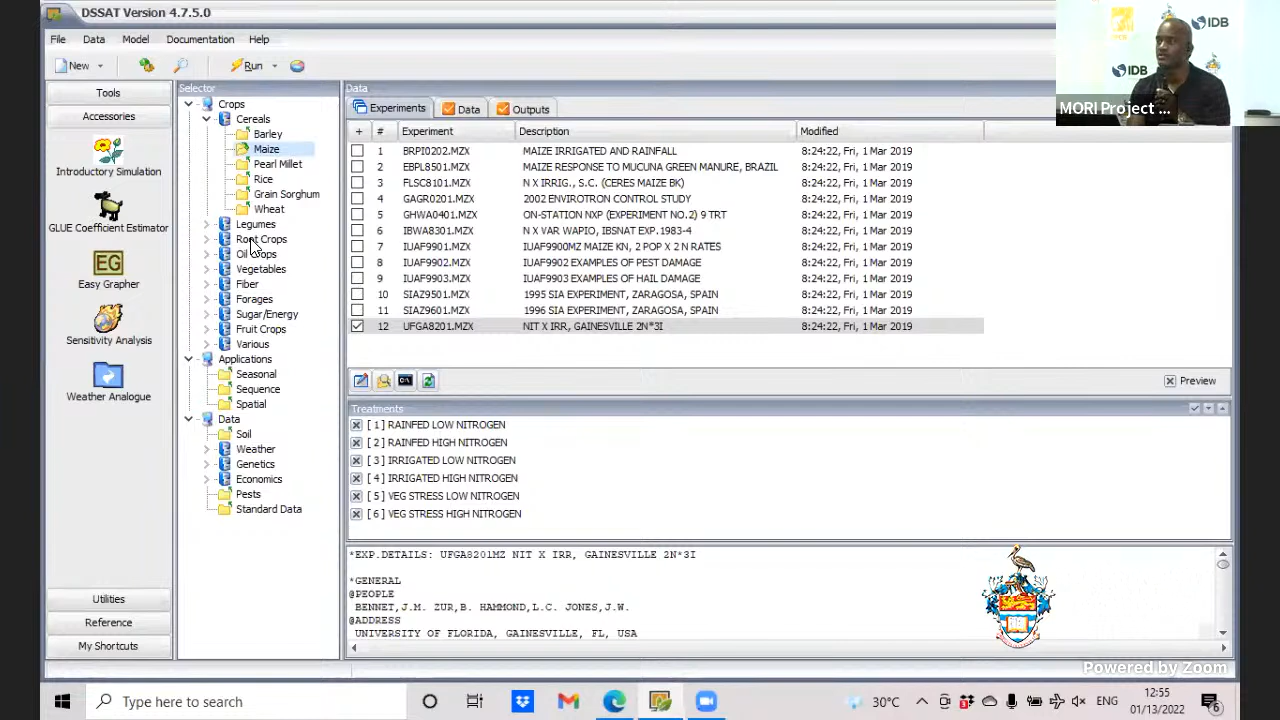 DSSAT Version 4.7.5.0
File Data Model Documentation Help
New Run
Tools
Accessories
Introductory Simulation
GLUE Coefficient Estimator
EG
Easy Grapher
Sensitivity Analysis
Weather Analogue
Utilities
Reference
My Shortcuts
Selector
Crops
Cereals
Barley
Maize
Pearl Millet
Rice
Grain Sorghum
Wheat
Legumes
Root Crops
Oil Crops
Vegetables
Fiber
Forages
Sugar/Energy
Fruit Crops
Various
Applications
Seasonal
Sequence
Spatial
Data
Soil
Weather
Genetics
Economics
Pests
Standard Data
Data
Experiments Data Outputs
+ # Experiment Description Modified
1 BRPI0202.MZX MAIZE IRRIGATED AND RAINFALL 8:24:22, Fri, 1 Mar 2019
2 EBPL8501.MZX MAIZE RESPONSE TO MUCUNA GREEN MANURE, BRAZIL 8:24:22, Fri, 1 Mar 2019
3 FLSC8101.MZX N X IRRIG., S.C. (CERES MAIZE BK) 8:24:22, Fri, 1 Mar 2019
4 GAGR0201.MZX 2002 ENVIROTRON CONTROL STUDY 8:24:22, Fri, 1 Mar 2019
5 GHWA0401.MZX ON-STATION NXP (EXPERIMENT NO.2) 9 TRT 8:24:22, Fri, 1 Mar 2019
6 IBWA8301.MZX N X VAR WAPIO, IBSNAT EXP.1983-4 8:24:22, Fri, 1 Mar 2019
7 IUAF9901.MZX IUAF9900MZ MAIZE KN, 2 POP X 2 N RATES 8:24:22, Fri, 1 Mar 2019
8 IUAF9902.MZX IUAF9902 EXAMPLES OF PEST DAMAGE 8:24:22, Fri, 1 Mar 2019
9 IUAF9903.MZX IUAF9903 EXAMPLES OF HAIL DAMAGE 8:24:22, Fri, 1 Mar 2019
10 SIAZ9501.MZX 1995 SIA EXPERIMENT, ZARAGOSA, SPAIN 8:24:22, Fri, 1 Mar 2019
11 SIAZ9601.MZX 1996 SIA EXPERIMENT, ZARAGOSA, SPAIN 8:24:22, Fri, 1 Mar 2019
12 UFGA8201.MZX NIT X IRR, GAINESVILLE 2N*3I 8:24:22, Fri, 1 Mar 2019
Preview
Treatments
[ 1 ] RAINFED LOW NITROGEN
[ 2 ] RAINFED HIGH NITROGEN
[ 3 ] IRRIGATED LOW NITROGEN
[ 4 ] IRRIGATED HIGH NITROGEN
[ 5 ] VEG STRESS LOW NITROGEN
[ 6 ] VEG STRESS HIGH NITROGEN
*EXP.DETAILS: UFGA8201MZ NIT X IRR, GAINESVILLE 2N*3I
*GENERAL
@PEOPLE
BENNET,J.M. ZUR,B. HAMMOND,L.C. JONES,J.W.
@ADDRESS
UNIVERSITY OF FLORIDA, GAINESVILLE, FL, USA
IDB
IDB
MORI Project ...
Powered by Zoom
Type here to search
30°C
ENG
12:55
01/13/2022
6